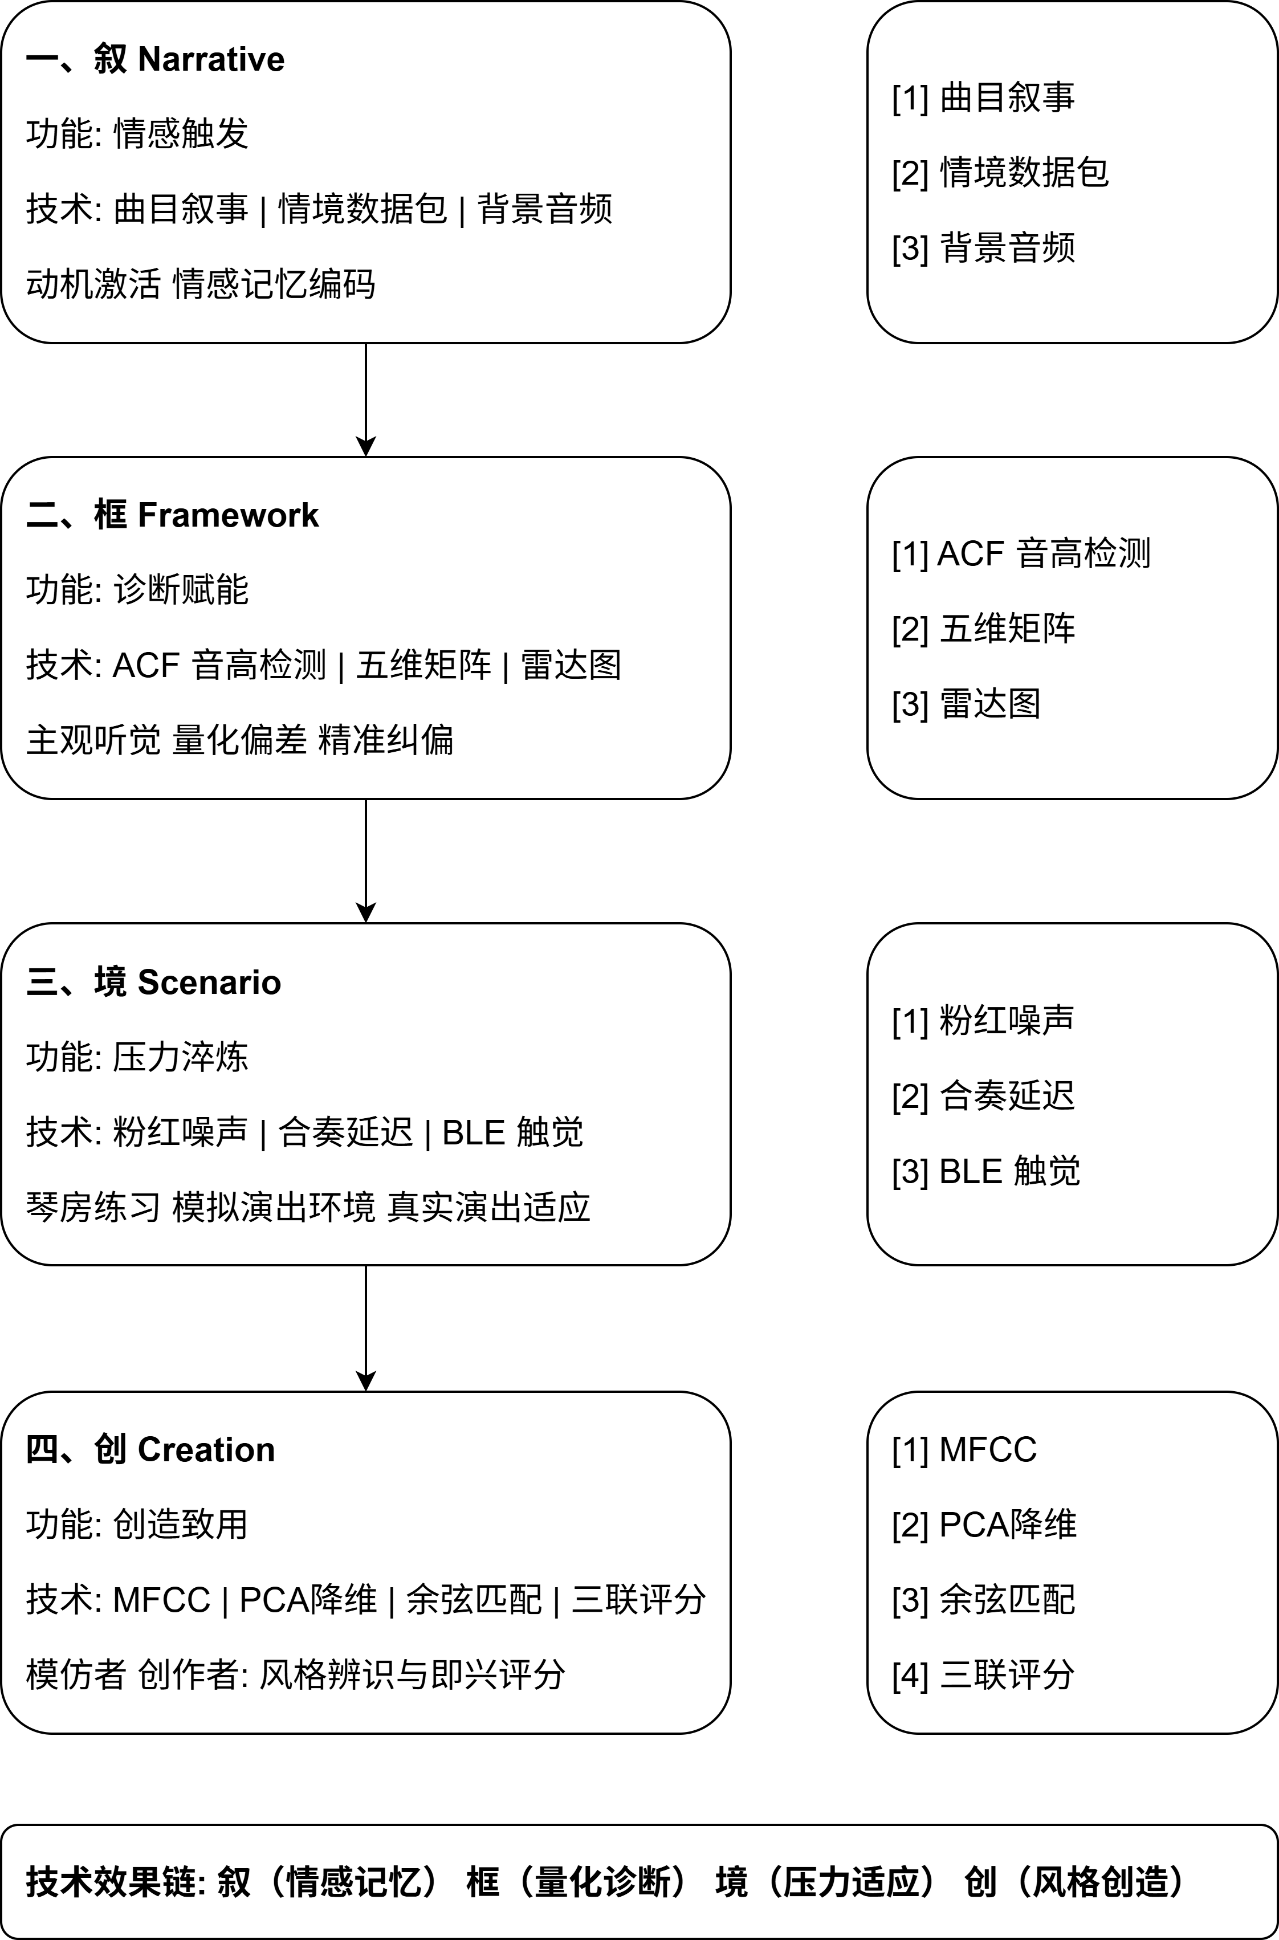 一、叙 Narrative
功能: 情感触发
技术: 曲目叙事 | 情境数据包 | 背景音频
动机激活 情感记忆编码
[1] 曲目叙事
[2] 情境数据包
[3] 背景音频
二、框 Framework
功能: 诊断赋能
技术: ACF 音高检测 | 五维矩阵 | 雷达图
主观听觉 量化偏差 精准纠偏
[1] ACF 音高检测
[2] 五维矩阵
[3] 雷达图
三、境 Scenario
功能: 压力淬炼
技术: 粉红噪声 | 合奏延迟 | BLE 触觉
琴房练习 模拟演出环境 真实演出适应
[1] 粉红噪声
[2] 合奏延迟
[3] BLE 触觉
四、创 Creation
功能: 创造致用
技术: MFCC | PCA降维 | 余弦匹配 | 三联评分
模仿者 创作者: 风格辨识与即兴评分
[1] MFCC
[2] PCA降维
[3] 余弦匹配
[4] 三联评分
技术效果链: 叙（情感记忆） 框（量化诊断） 境（压力适应） 创（风格创造）